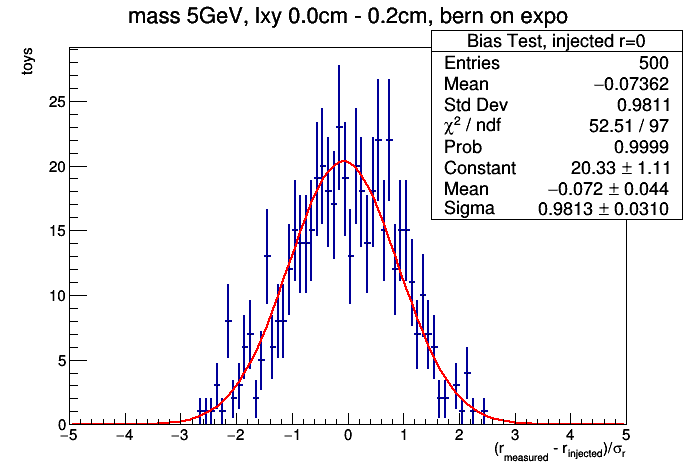 mass 5GeV, lxy 0.0cm - 0.2cm, bern on expo
Bias Test, injected r=0
Entries 500
Mean −0.07362
Std Dev 0.9811
χ² / ndf 52.51 / 97
Prob 0.9999
Constant 20.33 ± 1.11
Mean −0.072 ± 0.044
Sigma 0.9813 ± 0.0310
toys
25
20
15
10
5
0
−5 −4 −3 −2 −1 0 1 2 3 4 5
(r_measured - r_injected)/σ_r